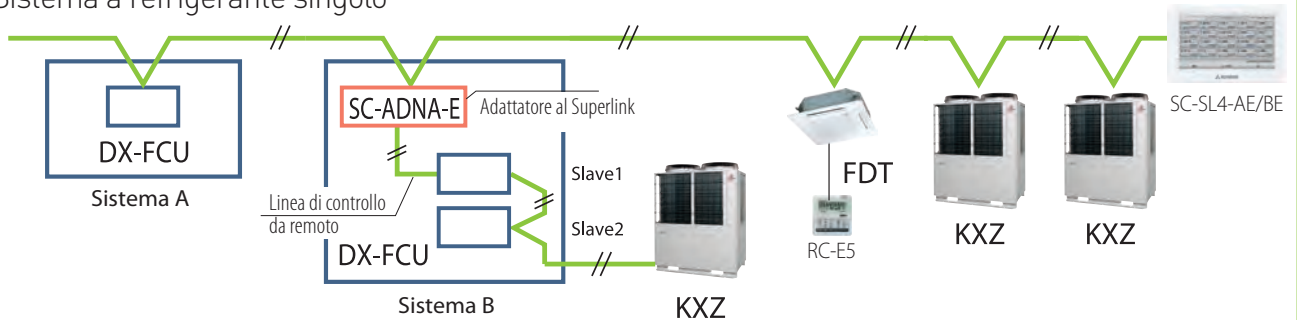 Sistema a refrigerante singolo
SC-ADNA-E
Adattatore al Superlink
DX-FCU
Sistema A
Linea di controllo
da remoto
Slave1
Slave2
DX-FCU
Sistema B
KXZ
FDT
RC-E5
KXZ
KXZ
SC-SL4-AE/BE